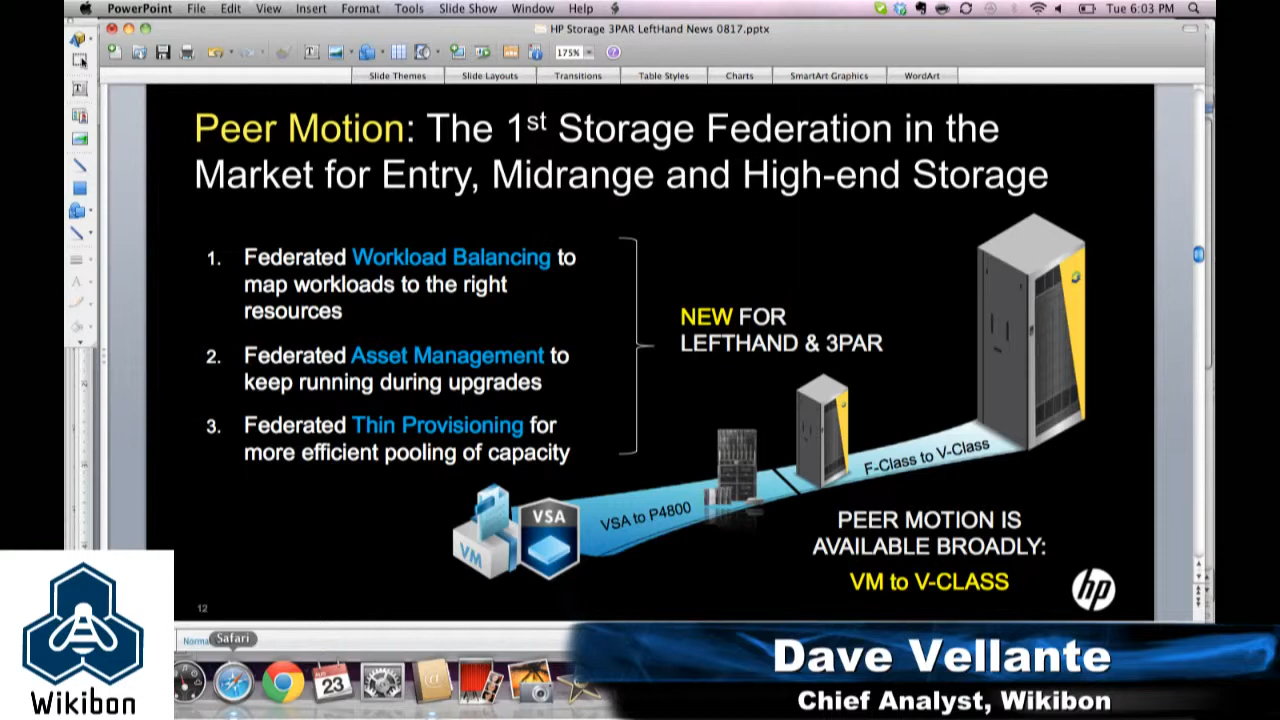 PowerPoint File Edit View Insert Format Tools Slide Show Window Help Tue 6:03 PM
HP Storage 3PAR LeftHand News 0817.pptx
175%
Slide Themes Slide Layouts Transitions Table Styles Charts SmartArt Graphics WordArt
Peer Motion: The 1st Storage Federation in the
Market for Entry, Midrange and High-end Storage
1. Federated Workload Balancing to
map workloads to the right
resources
2. Federated Asset Management to
keep running during upgrades
3. Federated Thin Provisioning for
more efficient pooling of capacity
NEW FOR
LEFTHAND & 3PAR
F-Class to V-Class
VSA to P4800
VM
VSA
PEER MOTION IS
AVAILABLE BROADLY:
VM to V-CLASS
hp
12
Safari
23
Wikibon
Dave Vellante
Chief Analyst, Wikibon